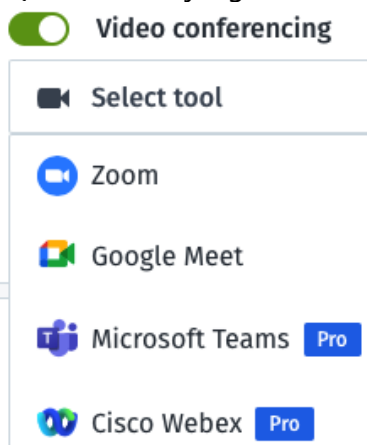 Video conferencing
Select tool
Zoom
Google Meet
Microsoft Teams Pro
Cisco Webex Pro